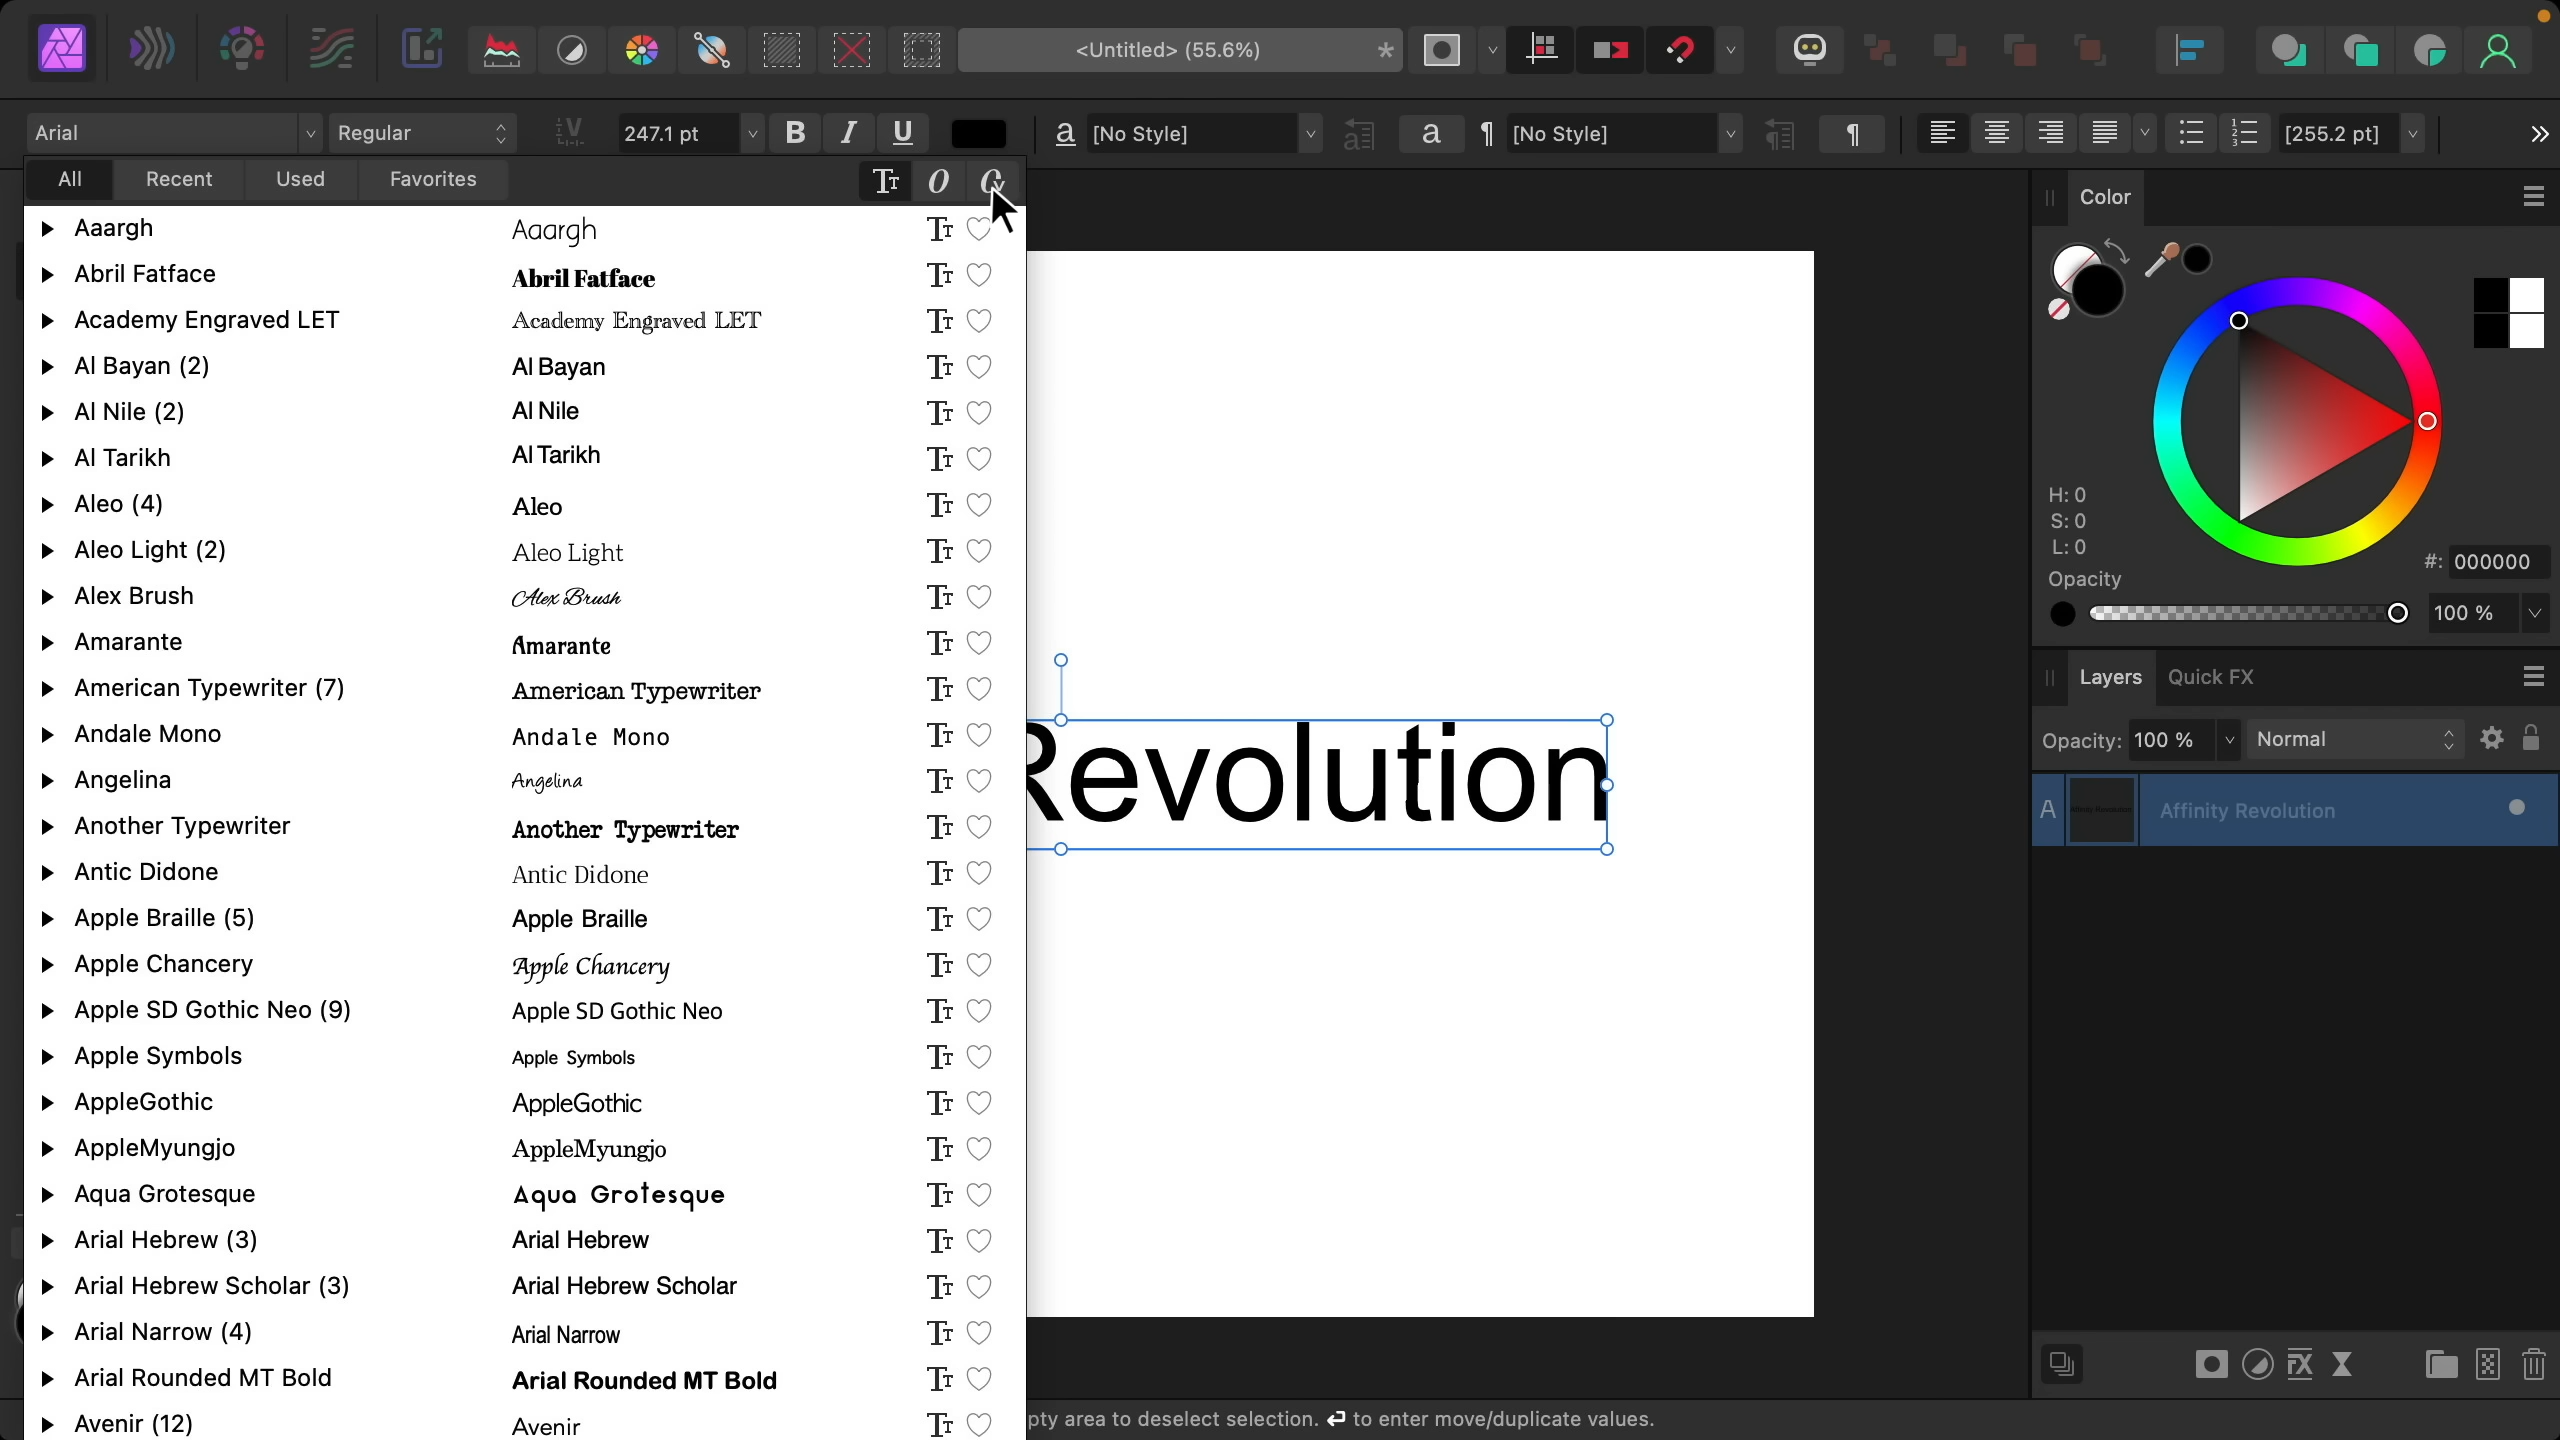 <Untitled> (55.6%) *
Arial Regular 247.1 pt B I U a [No Style] a ¶ [No Style] ¶ [255.2 pt]
All Recent Used Favorites
Aaargh Aaargh
Abril Fatface Abril Fatface
Academy Engraved LET Academy Engraved LET
Al Bayan (2) Al Bayan
Al Nile (2) Al Nile
Al Tarikh Al Tarikh
Aleo (4) Aleo
Aleo Light (2) Aleo Light
Alex Brush Alex Brush
Amarante Amarante
American Typewriter (7) American Typewriter
Andale Mono Andale Mono
Angelina Angelina
Another Typewriter Another Typewriter
Antic Didone Antic Didone
Apple Braille (5) Apple Braille
Apple Chancery Apple Chancery
Apple SD Gothic Neo (9) Apple SD Gothic Neo
Apple Symbols Apple Symbols
AppleGothic AppleGothic
AppleMyungjo AppleMyungjo
Aqua Grotesque Aqua Grotesque
Arial Hebrew (3) Arial Hebrew
Arial Hebrew Scholar (3) Arial Hebrew Scholar
Arial Narrow (4) Arial Narrow
Arial Rounded MT Bold Arial Rounded MT Bold
Avenir (12) Avenir
Revolution
Color
H: 0
S: 0
L: 0
#: 000000
Opacity
100 %
Layers Quick FX
Opacity: 100 % Normal
A Affinity Revolution
pty area to deselect selection. ↵ to enter move/duplicate values.